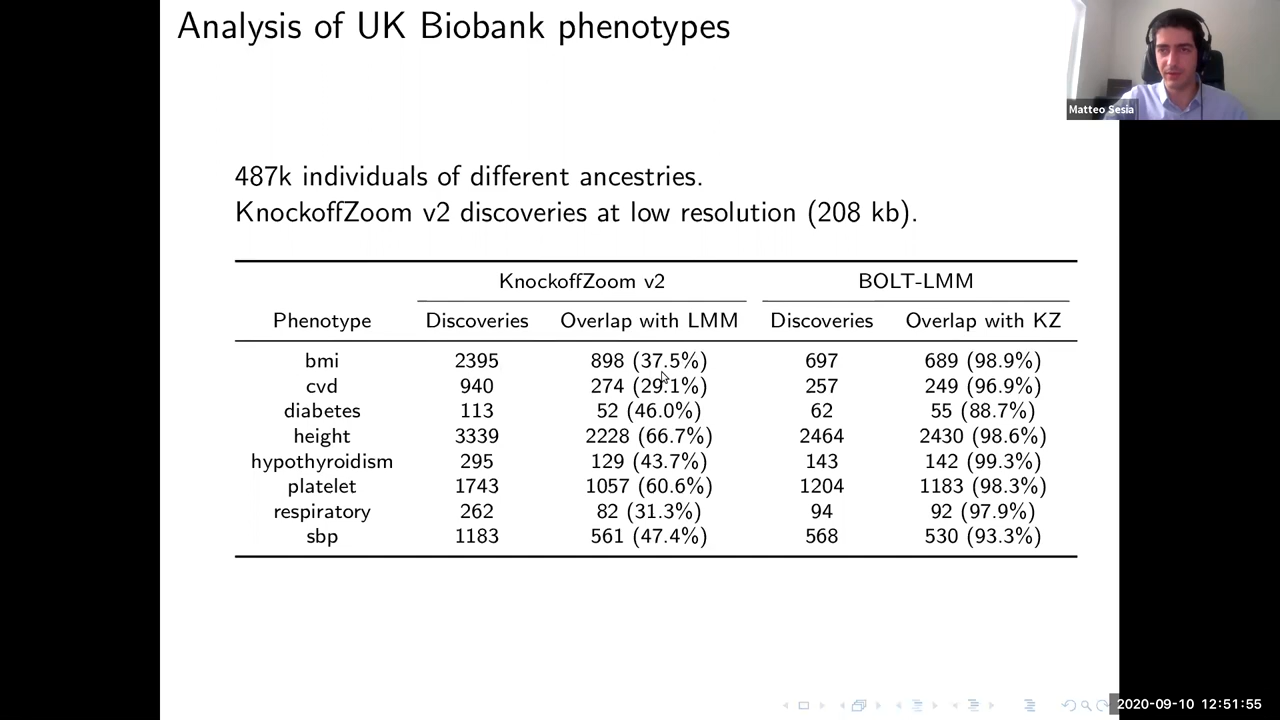 Analysis of UK Biobank phenotypes
Matteo Sesia
487k individuals of different ancestries.
KnockoffZoom v2 discoveries at low resolution (208 kb).
KnockoffZoom v2 BOLT-LMM
Phenotype Discoveries Overlap with LMM Discoveries Overlap with KZ
bmi 2395 898 (37.5%) 697 689 (98.9%)
cvd 940 274 (29.1%) 257 249 (96.9%)
diabetes 113 52 (46.0%) 62 55 (88.7%)
height 3339 2228 (66.7%) 2464 2430 (98.6%)
hypothyroidism 295 129 (43.7%) 143 142 (99.3%)
platelet 1743 1057 (60.6%) 1204 1183 (98.3%)
respiratory 262 82 (31.3%) 94 92 (97.9%)
sbp 1183 561 (47.4%) 568 530 (93.3%)
2020-09-10 12:51:55